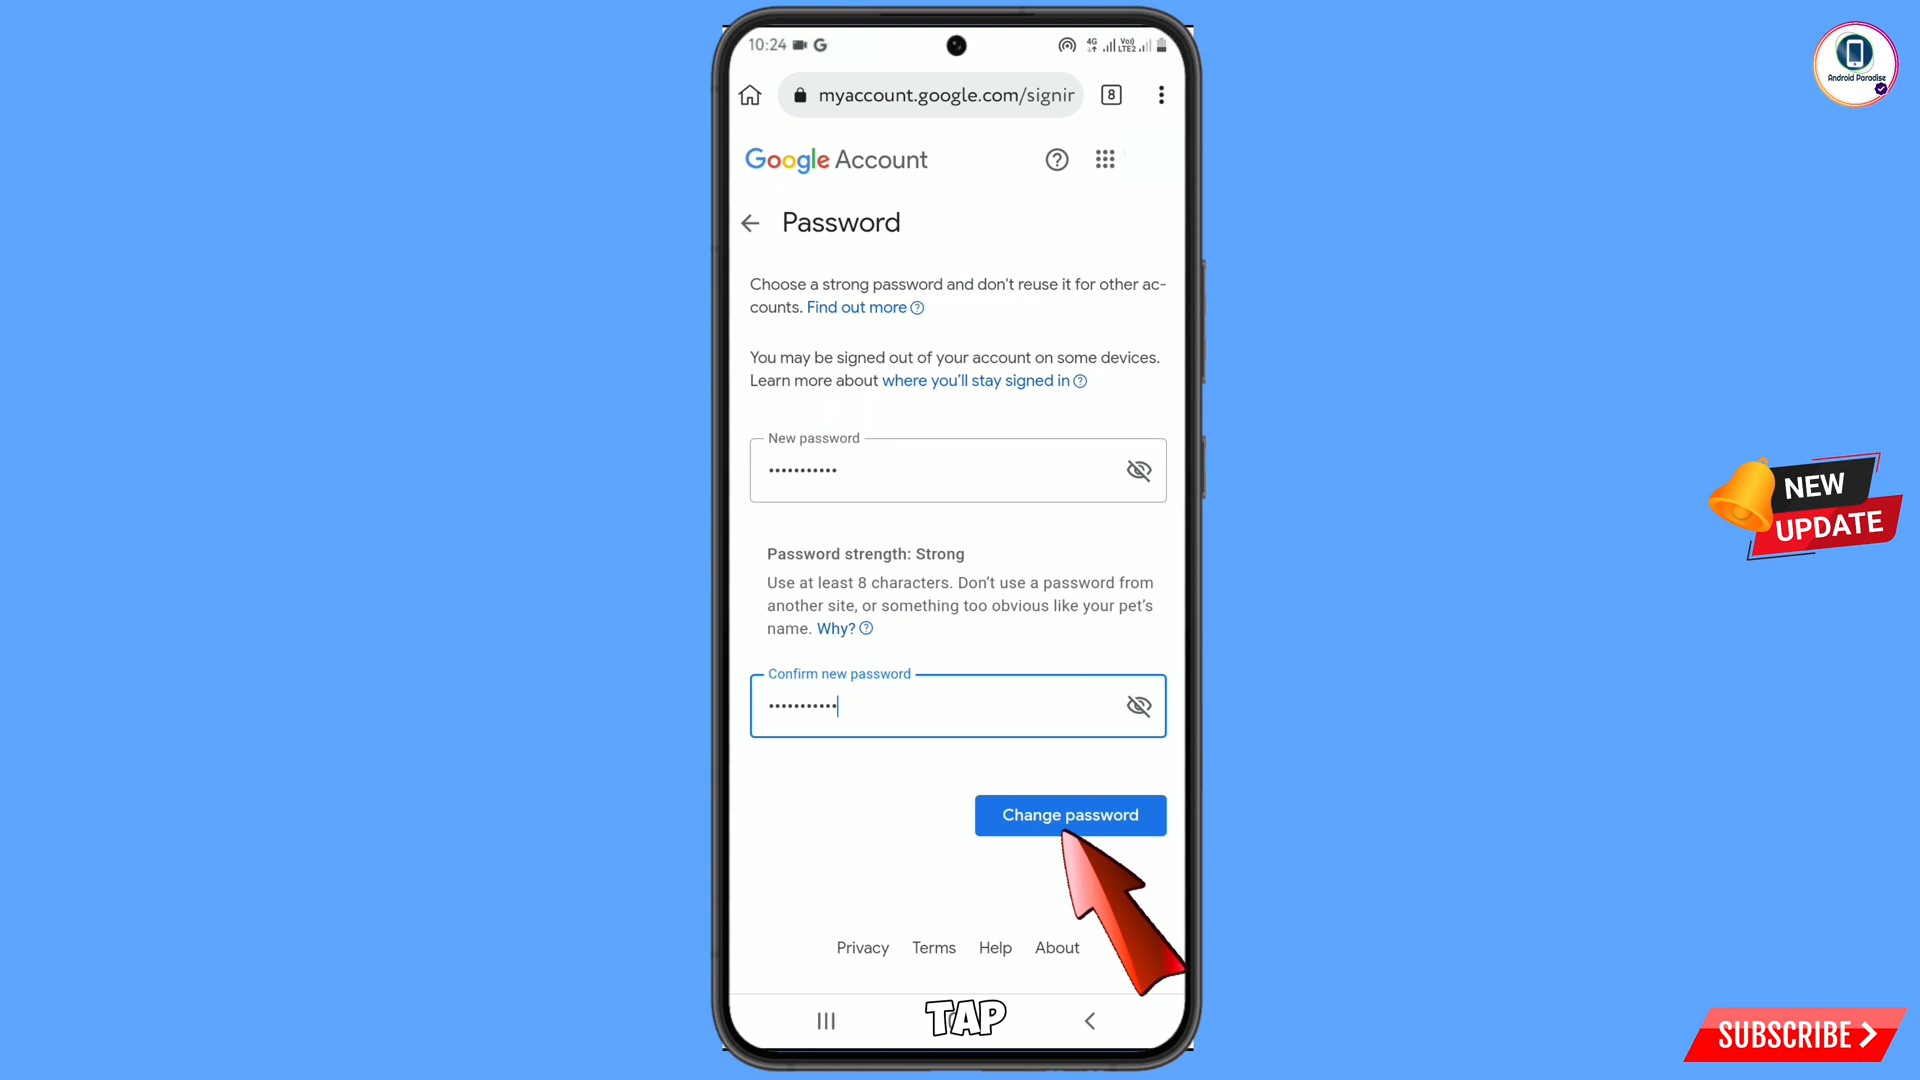 10:24
4G
Vo))
LTE2
Android Paradise
myaccount.google.com/signir
8
Google Account
Password
Choose a strong password and don't reuse it for other ac-
counts. Find out more
You may be signed out of your account on some devices.
Learn more about where you'll stay signed in
New password
Password strength: Strong
Use at least 8 characters. Don't use a password from
another site, or something too obvious like your pet's
name. Why?
Confirm new password
Change password
Privacy Terms Help About
TAP
NEW
UPDATE
SUBSCRIBE